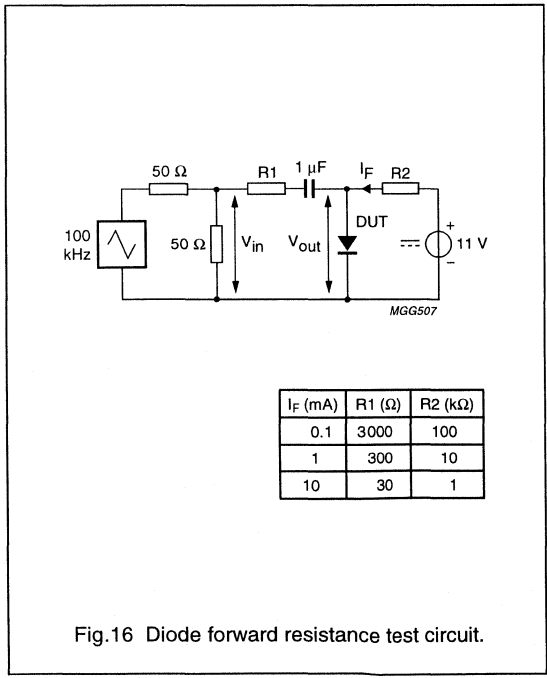 50 Ω
R1
1 μF
I_F
R2
100
kHz
50 Ω
V_in
V_out
DUT
+
11 V
−
MGG507
I_F (mA) R1 (Ω) R2 (kΩ)
0.1 3000 100
1 300 10
10 30 1
Fig.16 Diode forward resistance test circuit.